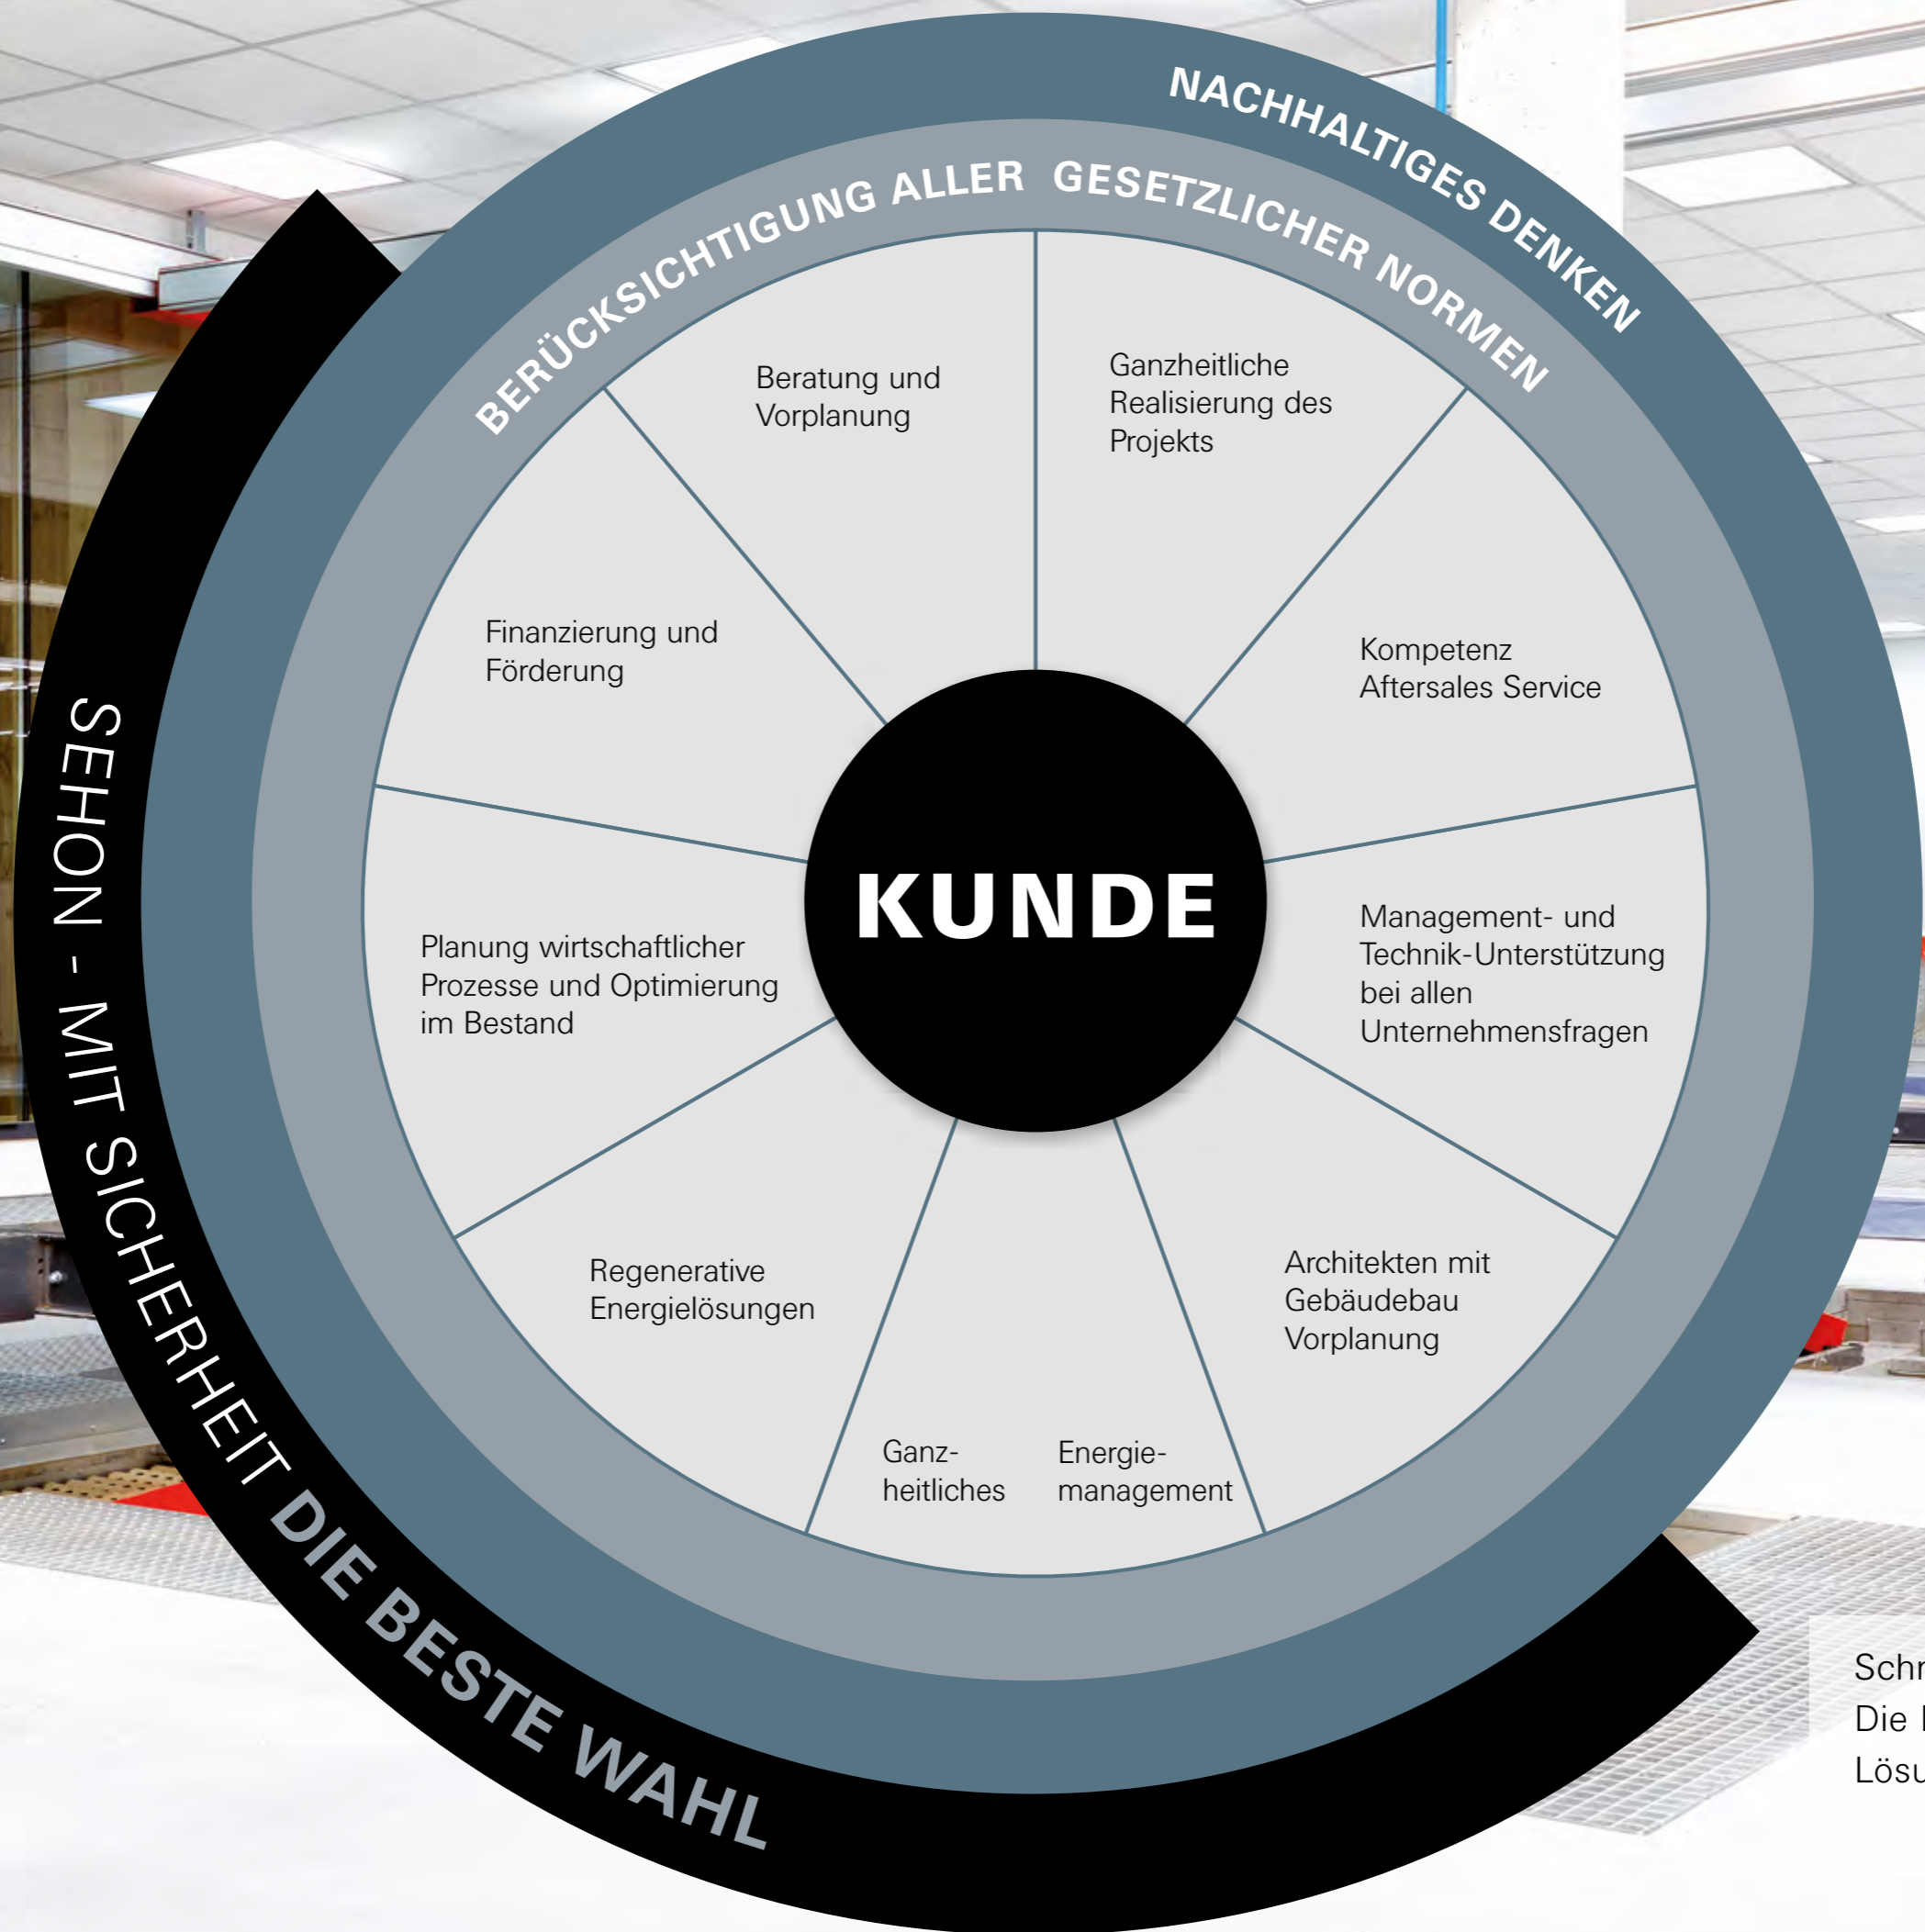 NACHHALTIGES DENKEN
BERÜCKSICHTIGUNG ALLER GESETZLICHER NORMEN
Beratung und
Vorplanung
Ganzheitliche
Realisierung des
Projekts
Finanzierung und
Förderung
Kompetenz
Aftersales Service
KUNDE
Planung wirtschaftlicher
Prozesse und Optimierung
im Bestand
Management- und
Technik-Unterstützung
bei allen
Unternehmensfragen
Regenerative
Energielösungen
Architekten mit
Gebäudebau
Vorplanung
Ganz-
heitliches
Energie-
management
SEHON - MIT SICHERHEIT DIE BESTE WAHL
Die